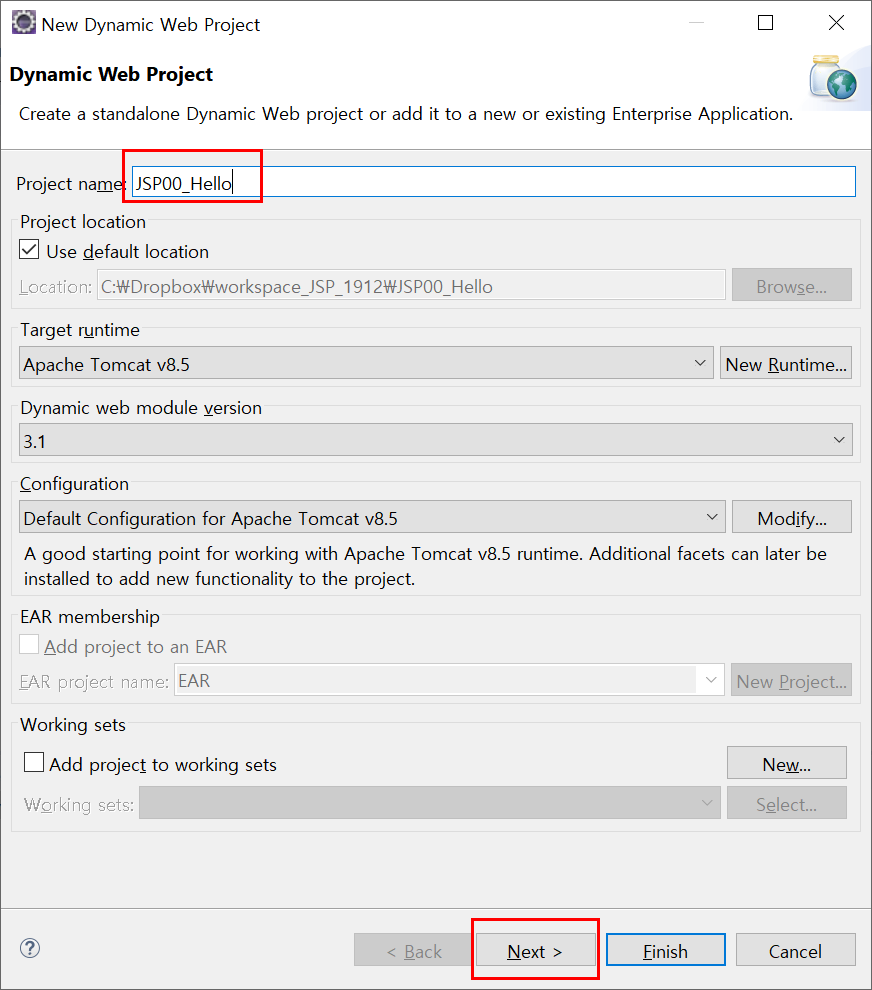 New Dynamic Web Project
Dynamic Web Project
Create a standalone Dynamic Web project or add it to a new or existing Enterprise Application.
Project name: JSP00_Hello
Project location
Use default location
Location: C:₩Dropbox₩workspace_JSP_1912₩JSP00_Hello Browse...
Target runtime
Apache Tomcat v8.5 New Runtime...
Dynamic web module version
3.1
Configuration
Default Configuration for Apache Tomcat v8.5 Modify...
A good starting point for working with Apache Tomcat v8.5 runtime. Additional facets can later be
installed to add new functionality to the project.
EAR membership
Add project to an EAR
EAR project name: EAR New Project...
Working sets
Add project to working sets New...
Working sets: Select...
? < Back Next > Finish Cancel